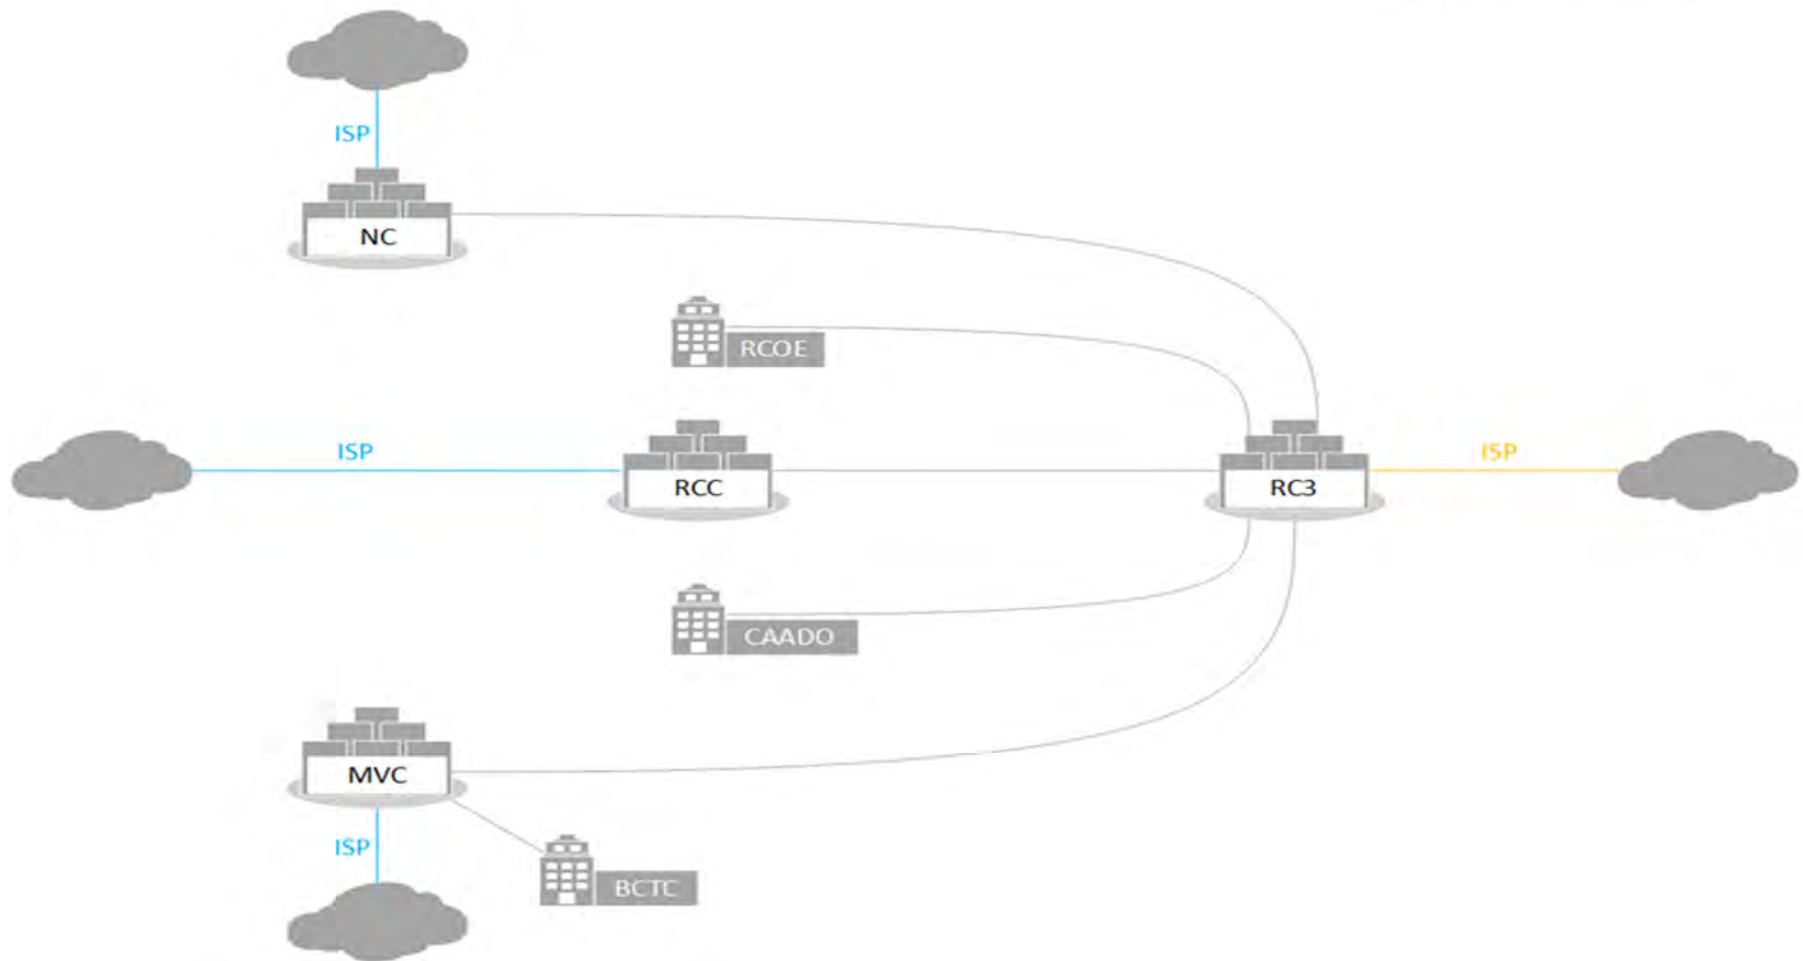 ISP
NC
RCOE
ISP
RCC
RC3
ISP
CAADO
MVC
ISP
BCTC